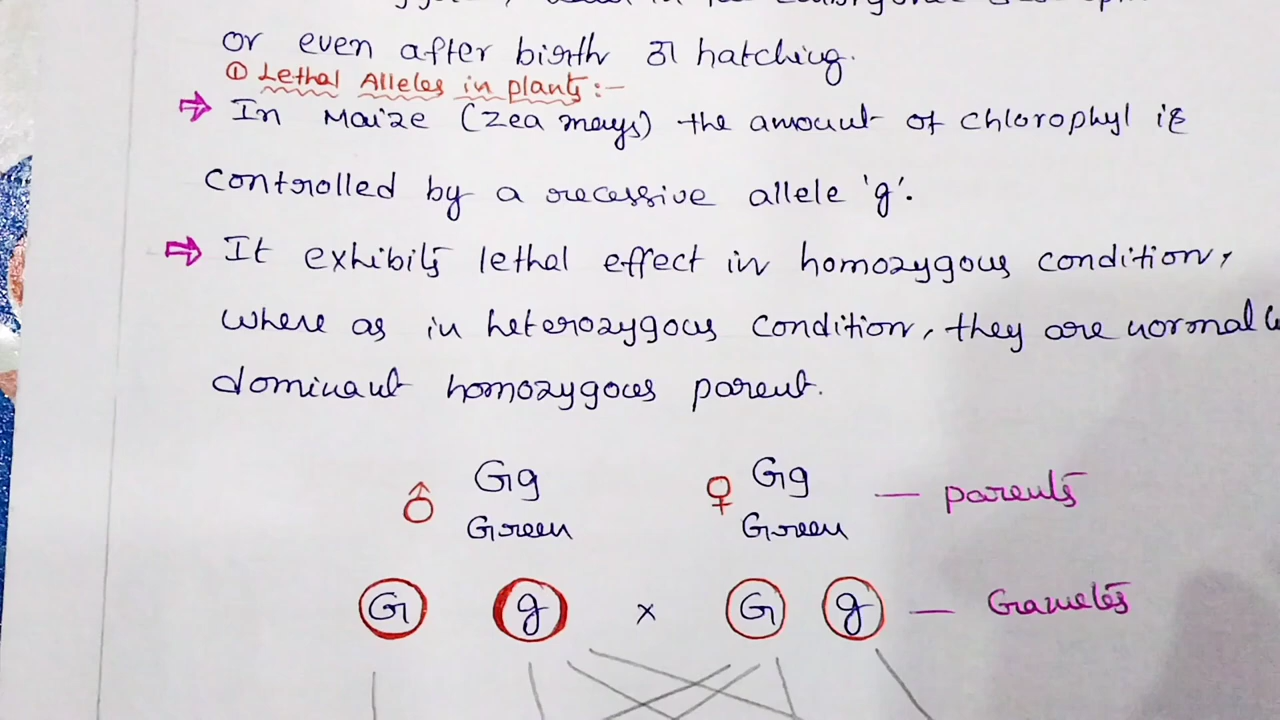 or even after birth or hatching.
① Lethal Alleles in plants:-
⇒ In Maize (Zea mays) the amount of chlorophyl is
controlled by a recessive allele 'g'.
⇒ It exhibits lethal effect in homozygous condition,
where as in heterozygous condition, they are normal
dominant homozygous parent.
♂ Gg ♀ Gg — parents
Green Green
G g x G g — Gametes